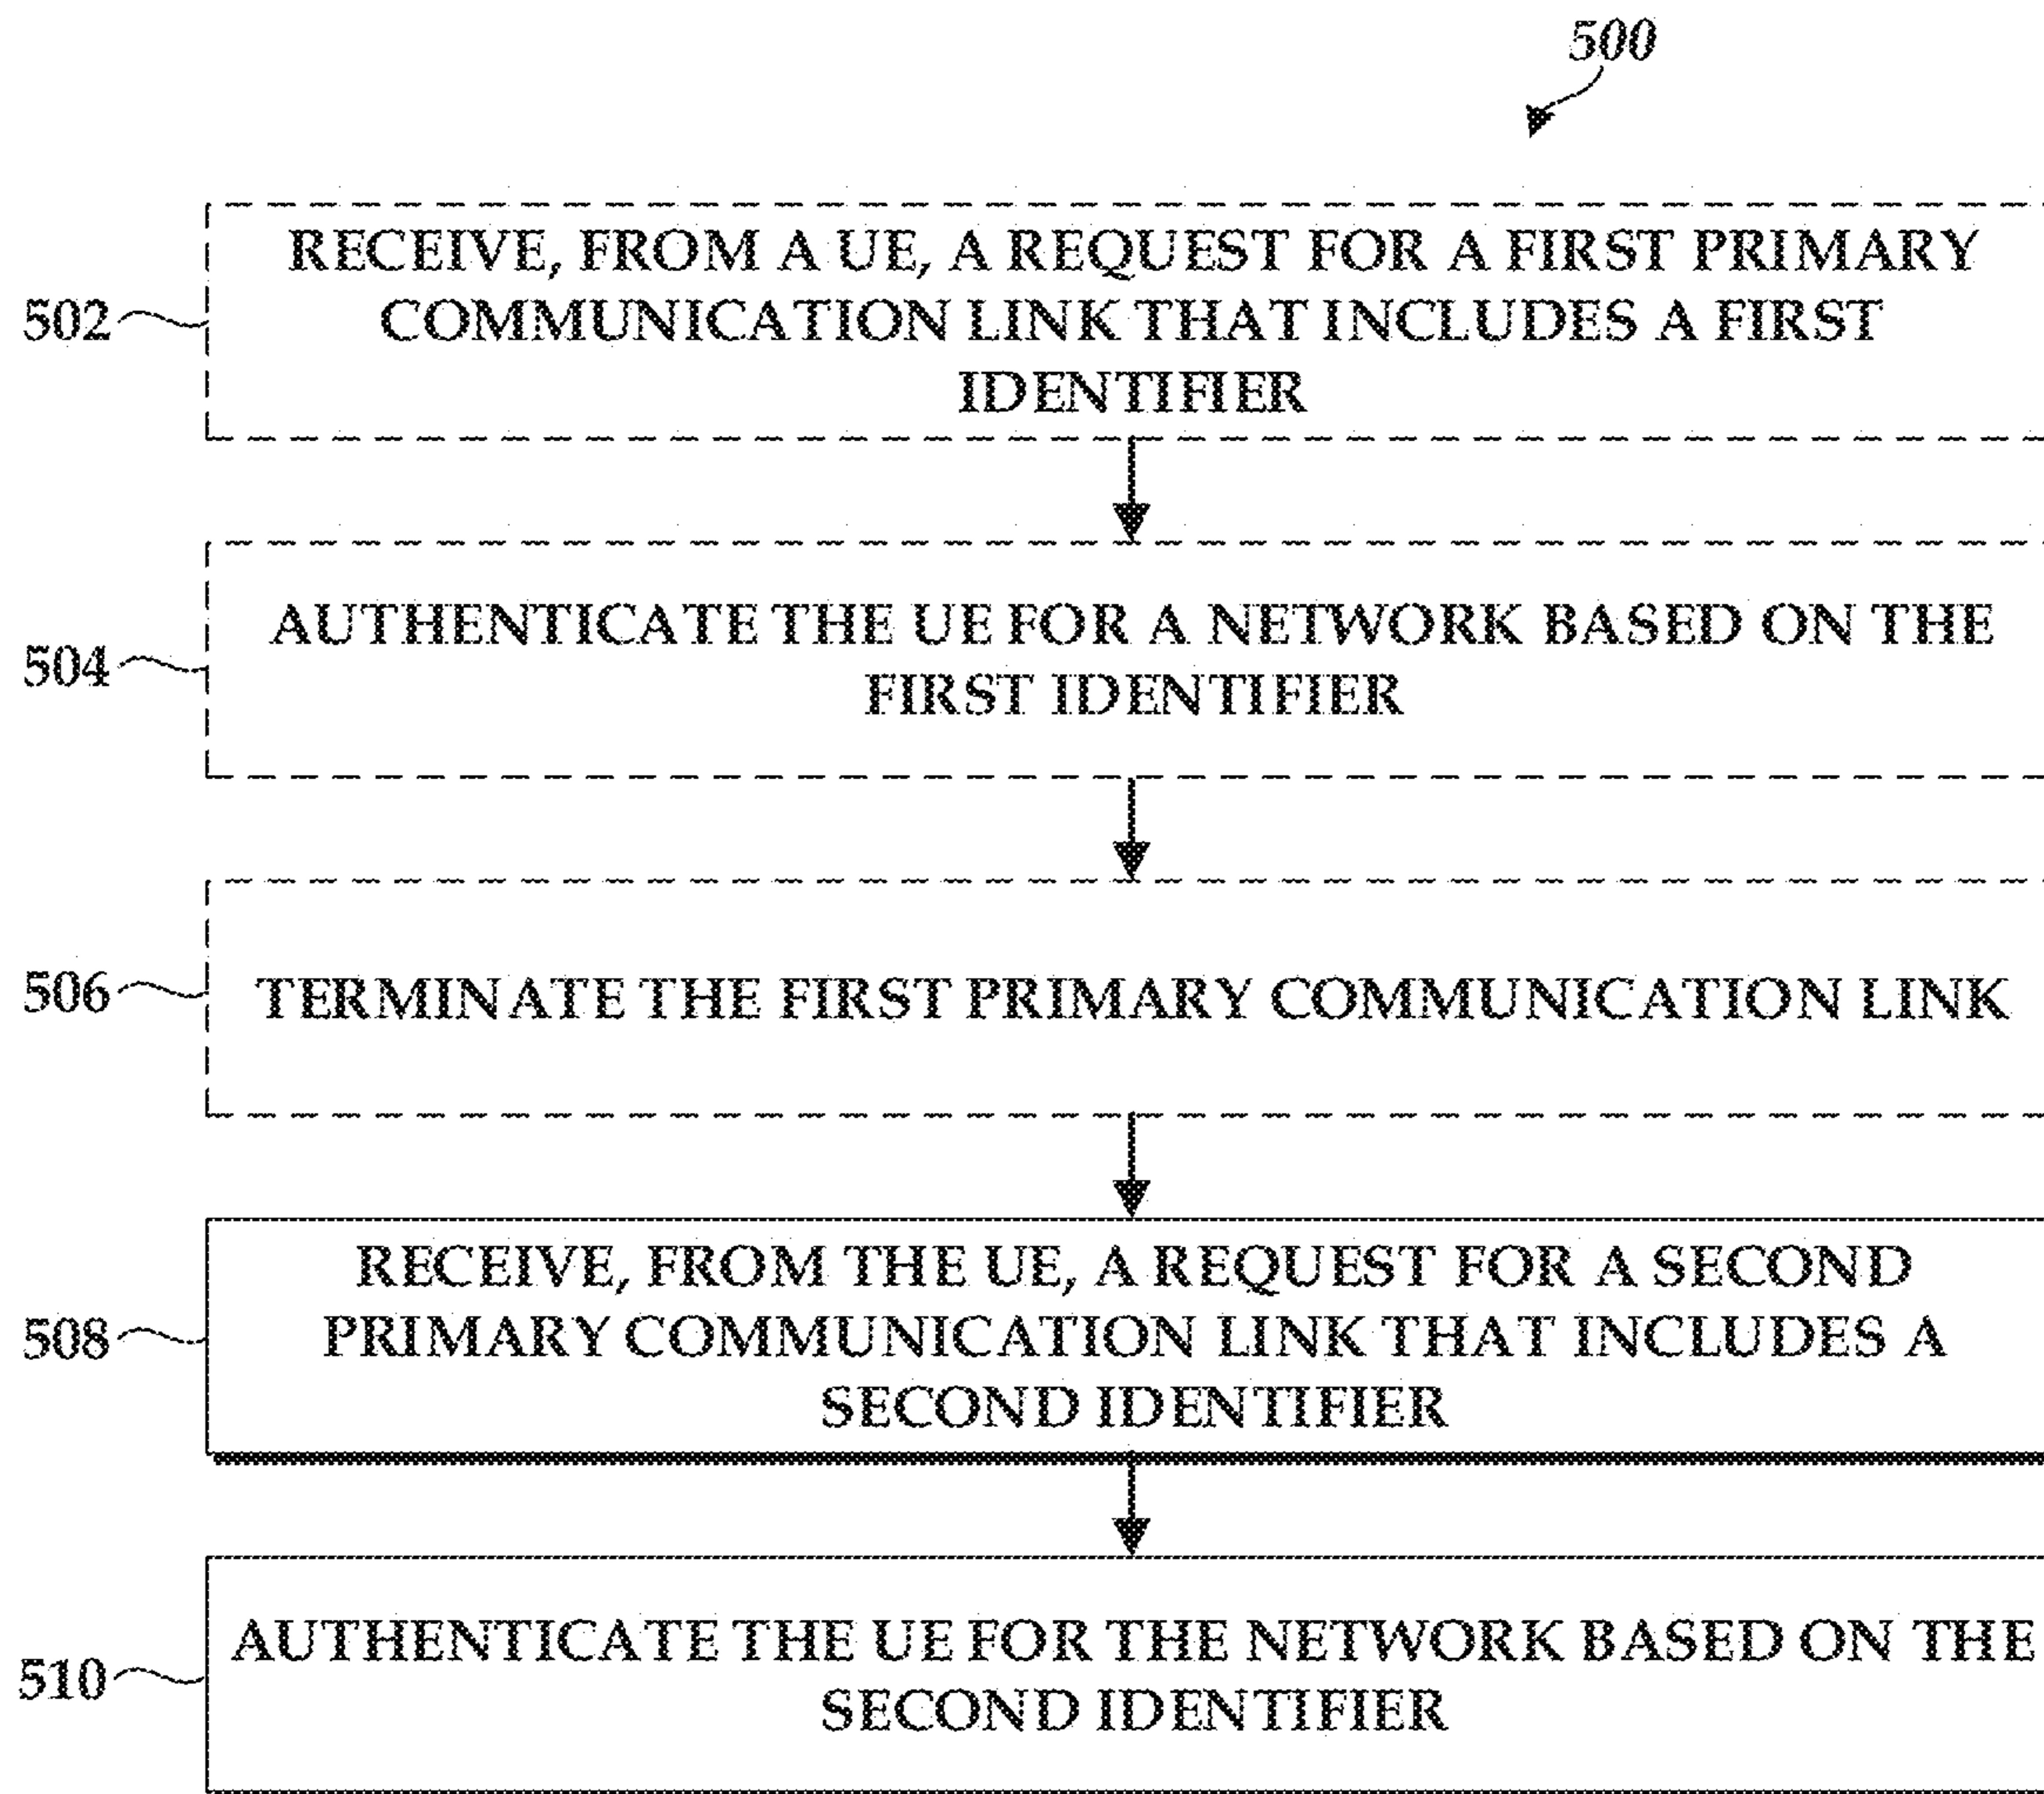 500
502
RECEIVE, FROM A UE, A REQUEST FOR A FIRST PRIMARY
COMMUNICATION LINK THAT INCLUDES A FIRST
IDENTIFIER
504
AUTHENTICATE THE UE FOR A NETWORK BASED ON THE
FIRST IDENTIFIER
506
TERMINATE THE FIRST PRIMARY COMMUNICATION LINK
508
RECEIVE, FROM THE UE, A REQUEST FOR A SECOND
PRIMARY COMMUNICATION LINK THAT INCLUDES A
SECOND IDENTIFIER
510
AUTHENTICATE THE UE FOR THE NETWORK BASED ON THE
SECOND IDENTIFIER